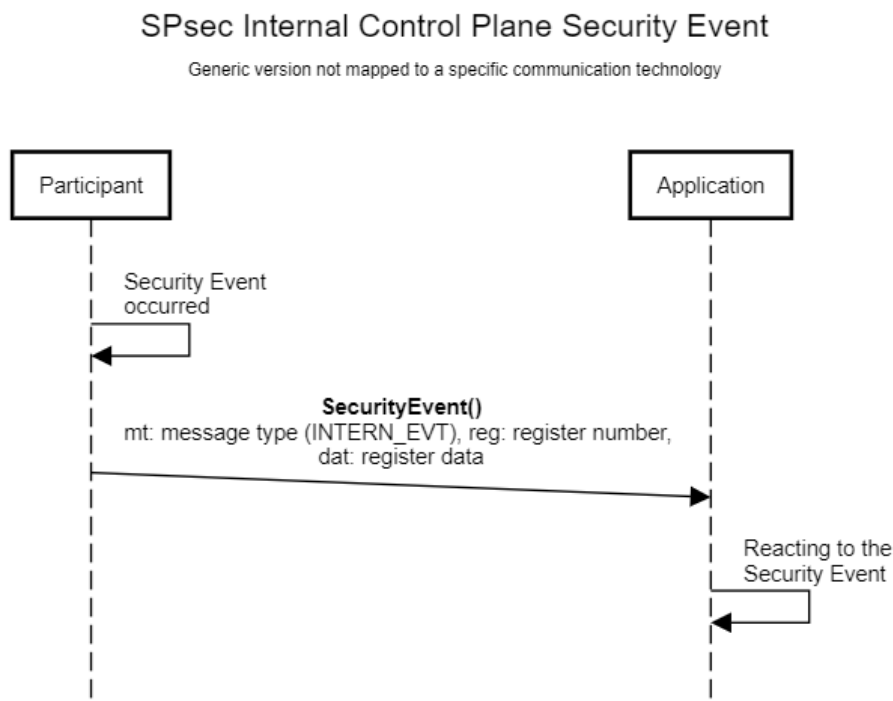 SPsec Internal Control Plane Security Event
Generic version not mapped to a specific communication technology
Participant
Application
Security Event
occurred
SecurityEvent()
mt: message type (INTERN_EVT), reg: register number,
dat: register data
Reacting to the
Security Event